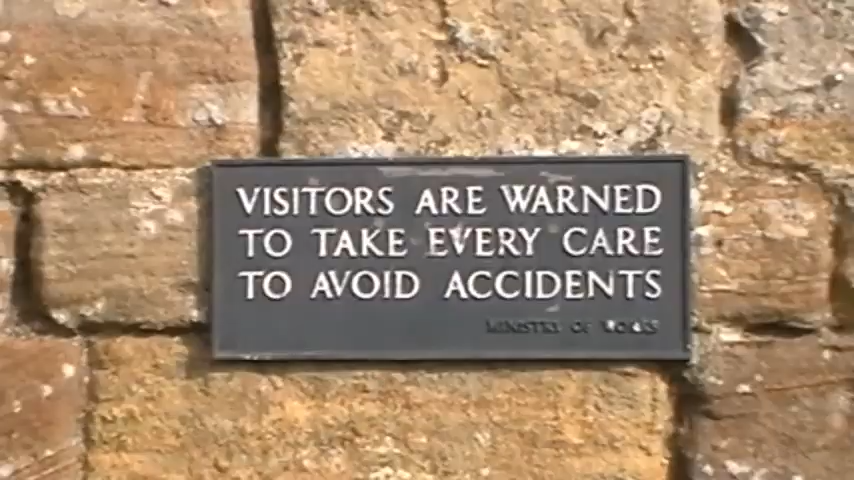 VISITORS ARE WARNED
TO TAKE EVERY CARE
TO AVOID ACCIDENTS
MINISTRY OF WORKS